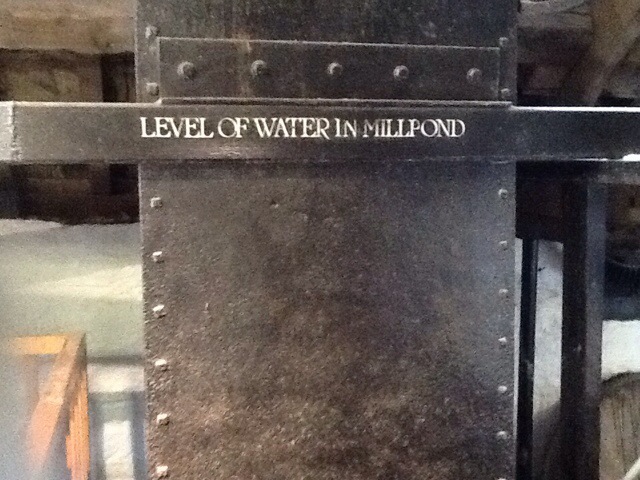 LEVEL OF WATER IN MILLPOND